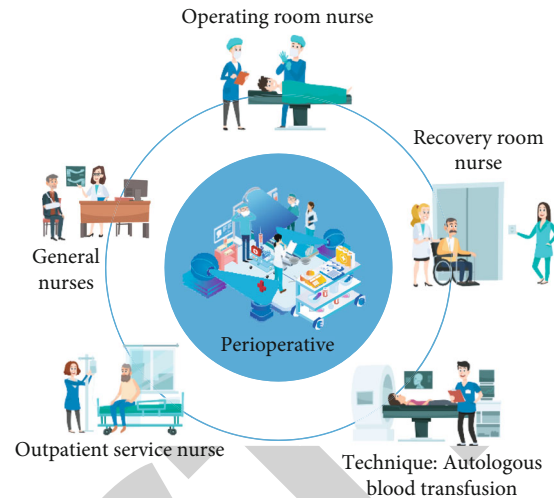 Operating room nurse
Recovery room
nurse
General
nurses
Perioperative
Outpatient service nurse
Technique: Autologous
blood transfusion